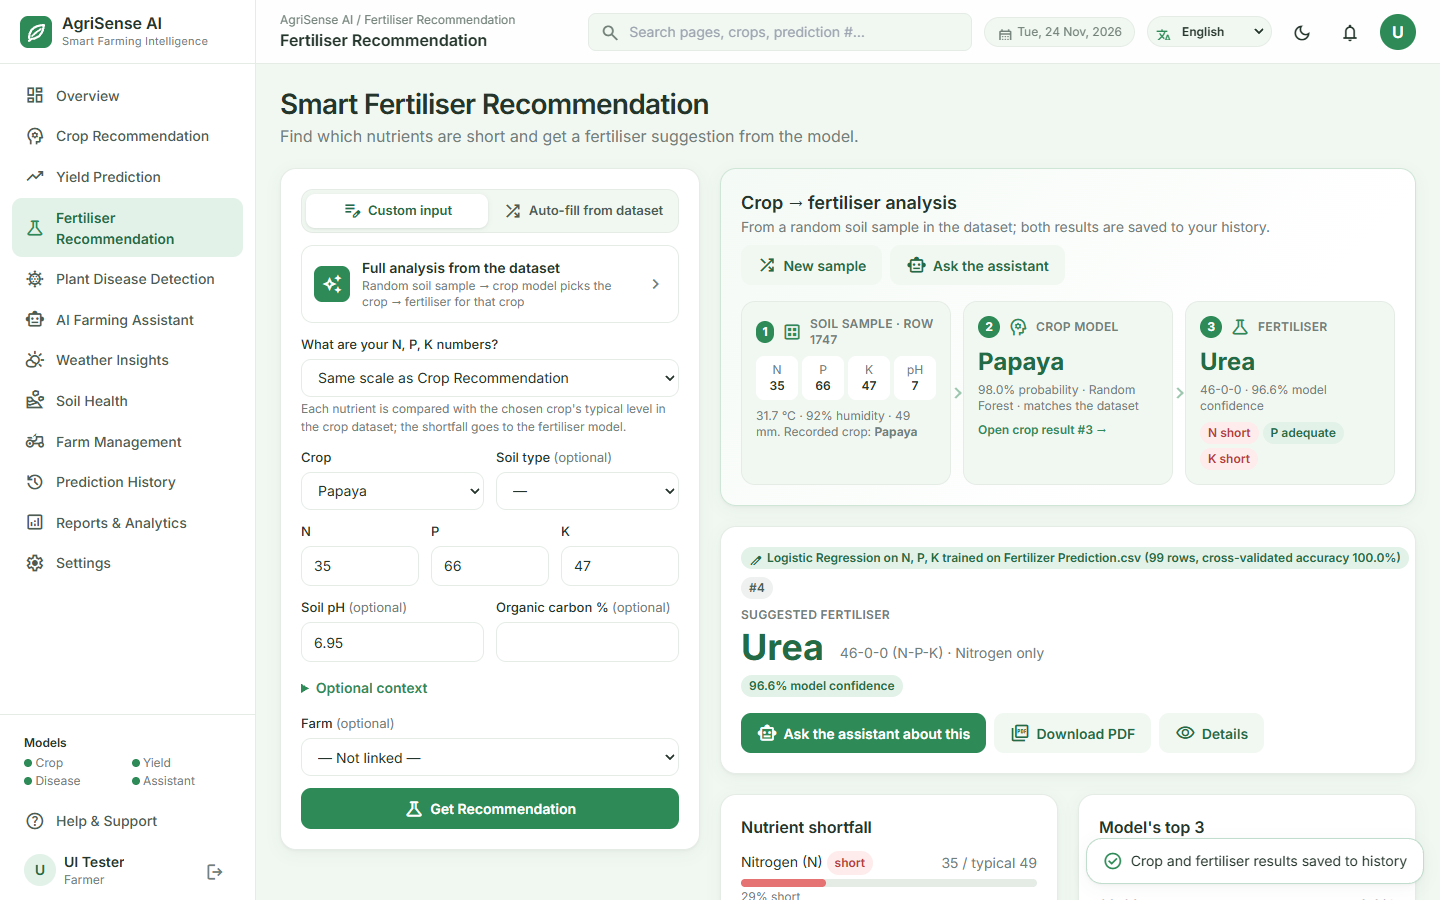 AgriSense AI
Smart Farming Intelligence
AgriSense AI / Fertiliser Recommendation
Fertiliser Recommendation
Search pages, crops, prediction #...
Tue, 24 Nov, 2026
English
U
Overview
Crop Recommendation
Yield Prediction
Fertiliser
Recommendation
Plant Disease Detection
AI Farming Assistant
Weather Insights
Soil Health
Farm Management
Prediction History
Reports & Analytics
Settings
Models
Crop
Yield
Disease
Assistant
Help & Support
U
UI Tester
Farmer
Smart Fertiliser Recommendation
Find which nutrients are short and get a fertiliser suggestion from the model.
Custom input
Auto-fill from dataset
Full analysis from the dataset
Random soil sample → crop model picks the
crop → fertiliser for that crop
What are your N, P, K numbers?
Same scale as Crop Recommendation
Each nutrient is compared with the chosen crop's typical level in
the crop dataset; the shortfall goes to the fertiliser model.
Crop
Soil type (optional)
Papaya
—
N
P
K
35
66
47
Soil pH (optional)
Organic carbon % (optional)
6.95
Optional context
Farm (optional)
— Not linked —
Get Recommendation
Crop → fertiliser analysis
From a random soil sample in the dataset; both results are saved to your history.
New sample
Ask the assistant
1
SOIL SAMPLE · ROW
1747
N
35
P
66
K
47
pH
7
31.7 °C · 92% humidity · 49
mm. Recorded crop: Papaya
2
CROP MODEL
Papaya
98.0% probability · Random
Forest · matches the dataset
Open crop result #3 →
3
FERTILISER
Urea
46-0-0 · 96.6% model
confidence
N short
P adequate
K short
Logistic Regression on N, P, K trained on Fertilizer Prediction.csv (99 rows, cross-validated accuracy 100.0%)
#4
SUGGESTED FERTILISER
Urea
46-0-0 (N-P-K) · Nitrogen only
96.6% model confidence
Ask the assistant about this
Download PDF
Details
Nutrient shortfall
Nitrogen (N)
short
35 / typical 49
29% short
Model's top 3
Crop and fertiliser results saved to history